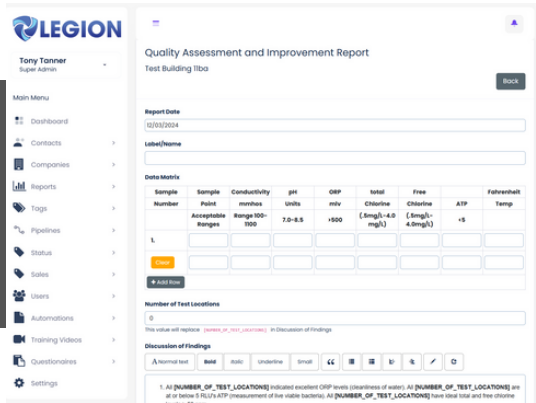 LEGION
Tony Tanner
Super Admin
Main Menu
Dashboard
Contacts
Companies
Reports
Tags
Pipelines
Status
Sales
Users
Automations
Training Videos
Questionaires
Settings
Quality Assessment and Improvement Report
Test Building 11ba
Back
Report Date
12/03/2024
Label/Name
Data Matrix
Sample Sample Conductivity pH ORP total Free Fahrenheit
Number Point mmhos Units miv Chlorine Chlorine ATP Temp
Acceptable Range 100- 7.0-8.5 >500 (.5mg/L-4.0 (.5mg/L- <5
Ranges 1100 mg/L) 4.0mg/L)
1.
Clear
+ Add Row
Number of Test Locations
0
This value will replace [NUMBER_OF_TEST_LOCATIONS] in Discussion of Findings
Discussion of Findings
A Normal text Bold Italic Underline Small
1. All [NUMBER_OF_TEST_LOCATIONS] indicated excellent ORP levels (cleanliness of water). All [NUMBER_OF_TEST_LOCATIONS] are
at or below 5 RLU's ATP (measurement of live viable bacteria). All [NUMBER_OF_TEST_LOCATIONS] have ideal total and free chlorine